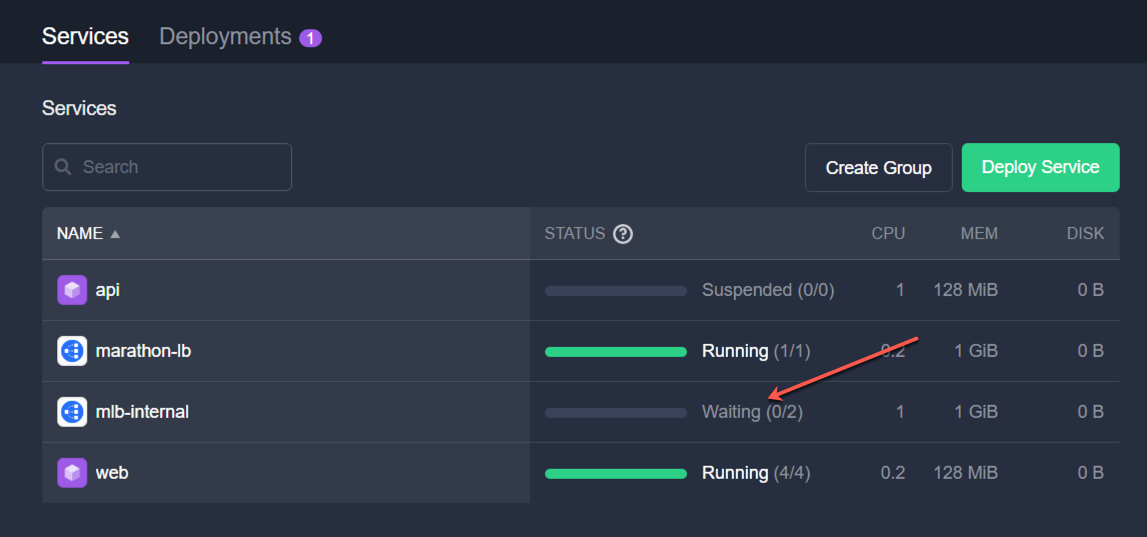 Services Deployments 1
Services
Search Create Group Deploy Service
NAME STATUS ? CPU MEM DISK
api Suspended (0/0) 1 128 MiB 0 B
marathon-lb Running (1/1) 0.2 1 GiB 0 B
mlb-internal Waiting (0/2) 1 1 GiB 0 B
web Running (4/4) 0.2 128 MiB 0 B